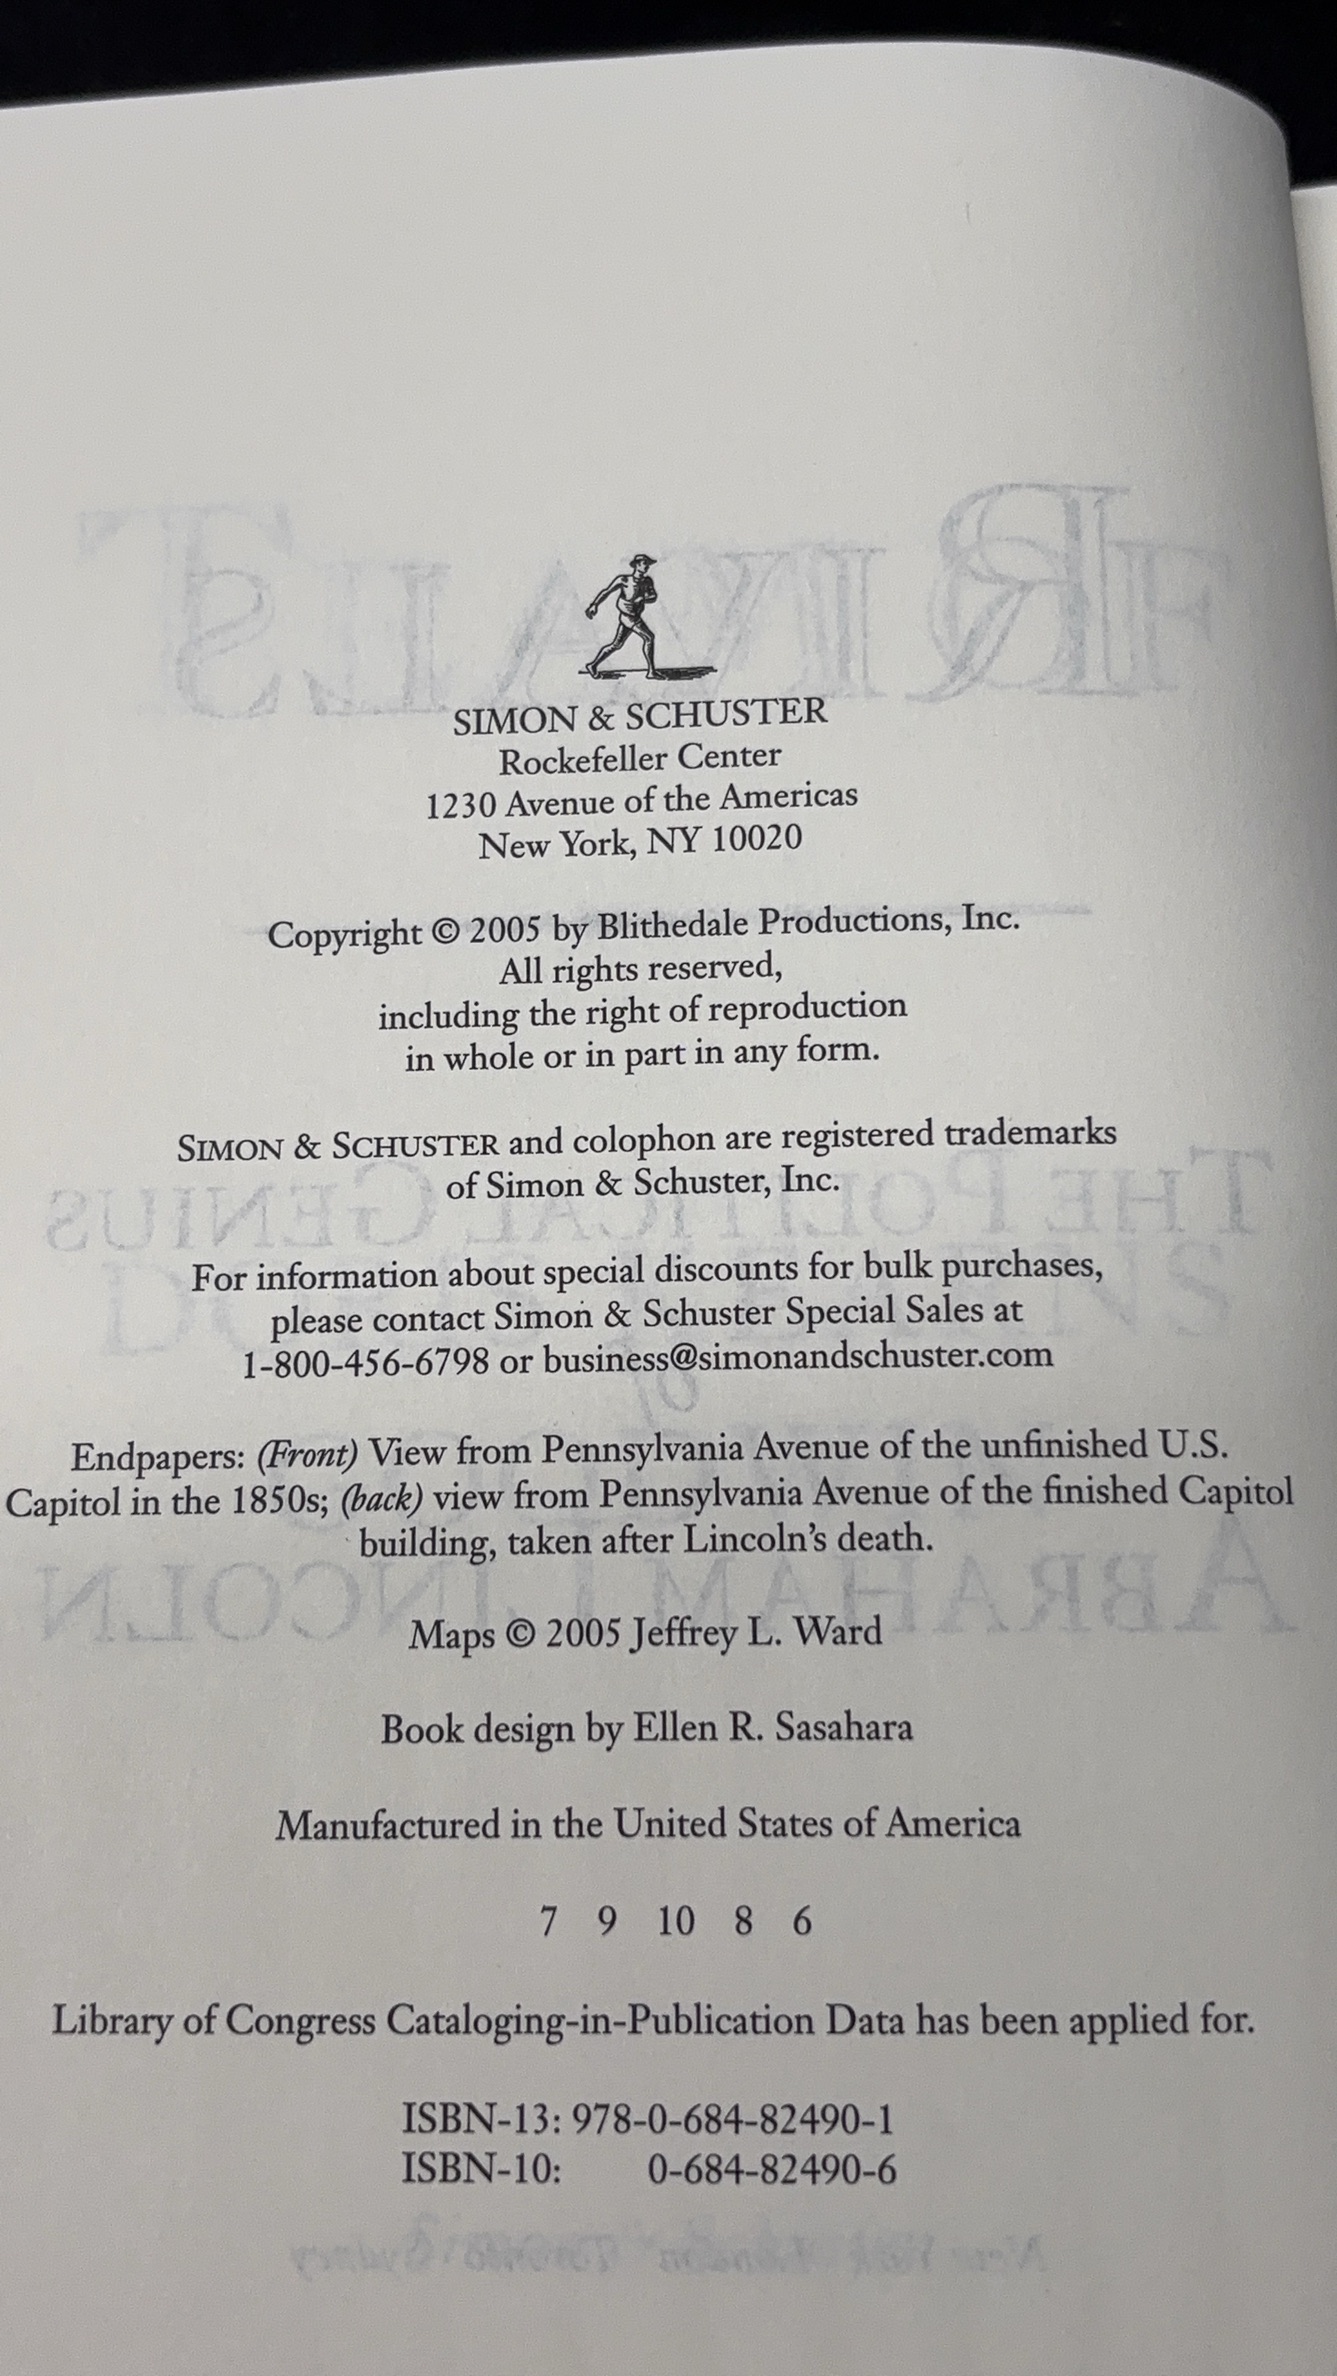 SIMON & SCHUSTER
Rockefeller Center
1230 Avenue of the Americas
New York, NY 10020
Copyright © 2005 by Blithedale Productions, Inc.
All rights reserved,
including the right of reproduction
in whole or in part in any form.
SIMON & SCHUSTER and colophon are registered trademarks
of Simon & Schuster, Inc.
For information about special discounts for bulk purchases,
please contact Simon & Schuster Special Sales at
1-800-456-6798 or business@simonandschuster.com
Endpapers: (Front) View from Pennsylvania Avenue of the unfinished U.S.
Capitol in the 1850s; (back) view from Pennsylvania Avenue of the finished Capitol
building, taken after Lincoln’s death.
Maps © 2005 Jeffrey L. Ward
Book design by Ellen R. Sasahara
Manufactured in the United States of America
7 9 10 8 6
Library of Congress Cataloging-in-Publication Data has been applied for.
ISBN-13: 978-0-684-82490-1
ISBN-10: 0-684-82490-6